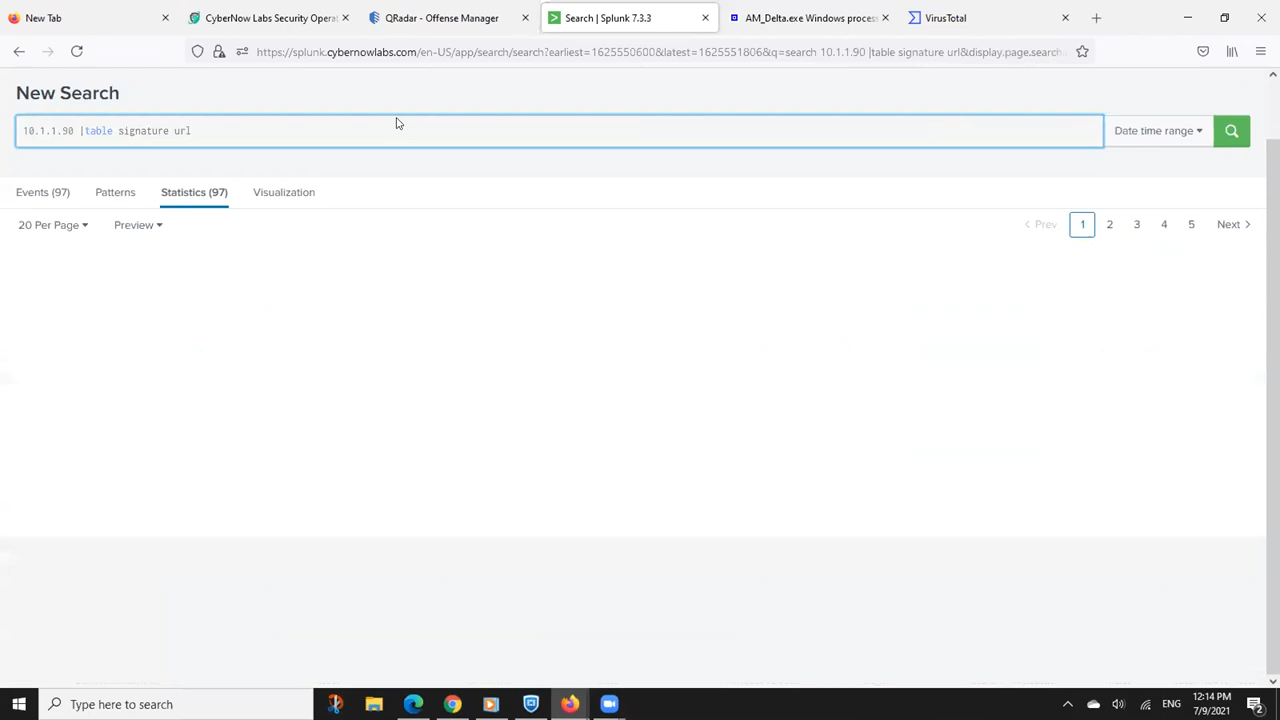 New Tab
CyberNow Labs Security Operat
QRadar - Offense Manager
Search | Splunk 7.3.3
AM_Delta.exe Windows process
VirusTotal
https://splunk.cybernowlabs.com/en-US/app/search/search?earliest=1625550600&latest=1625551806&q=search 10.1.1.90 |table signature url&display.page.search
New Search
10.1.1.90 |table signature url
Date time range
Events (97)
Patterns
Statistics (97)
Visualization
20 Per Page
Preview
Prev
1
2
3
4
5
Next
Type here to search
ENG
12:14 PM
7/9/2021
2